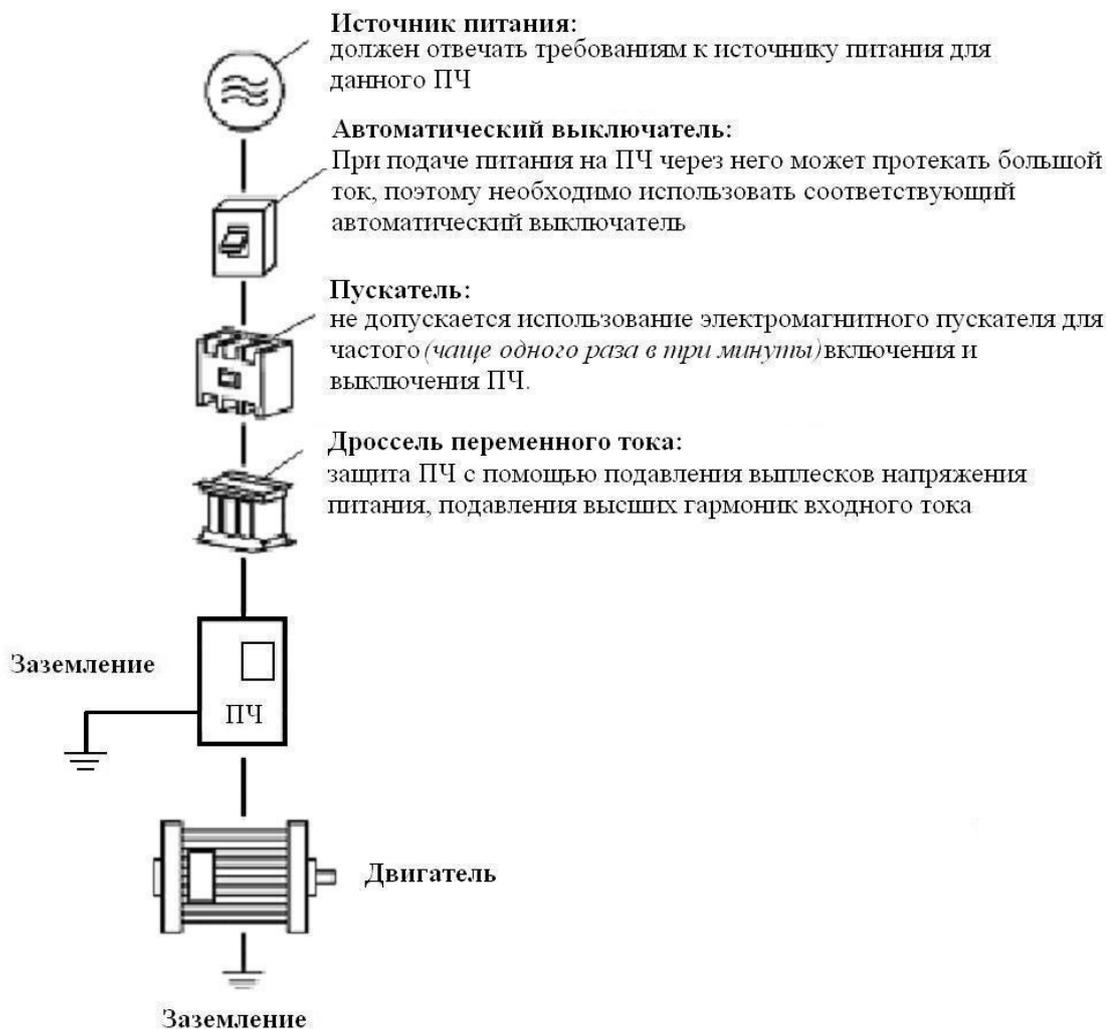 Источник питания:
должен отвечать требованиям к источнику питания для
данного ПЧ
Автоматический выключатель:
При подаче питания на ПЧ через него может протекать большой
ток, поэтому необходимо использовать соответствующий
автоматический выключатель
Пускатель:
не допускается использование электромагнитного пускателя для
частого (чаще одного раза в три минуты) включения и
выключения ПЧ.
Дроссель переменного тока:
защита ПЧ с помощью подавления выплесков напряжения
питания, подавления высших гармоник входного тока
Заземление
ПЧ
Двигатель
Заземление